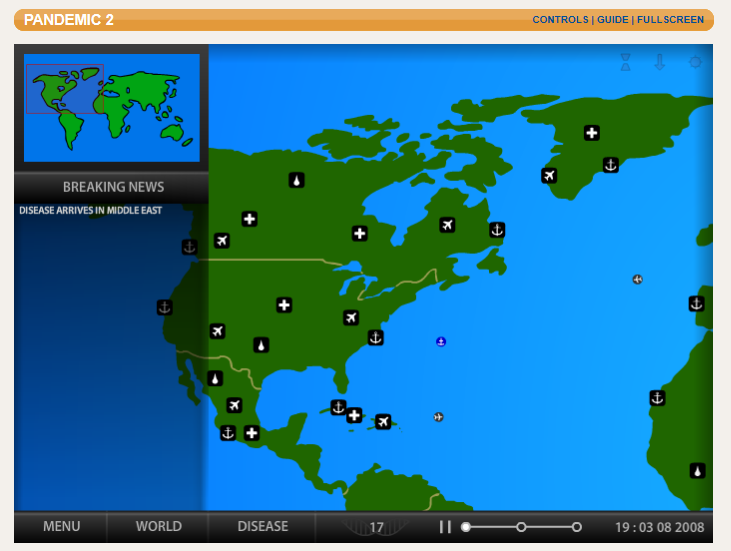 PANDEMIC 2
CONTROLS | GUIDE | FULLSCREEN
BREAKING NEWS
DISEASE ARRIVES IN MIDDLE EAST
MENU
WORLD
DISEASE
17
19 : 03 08 2008